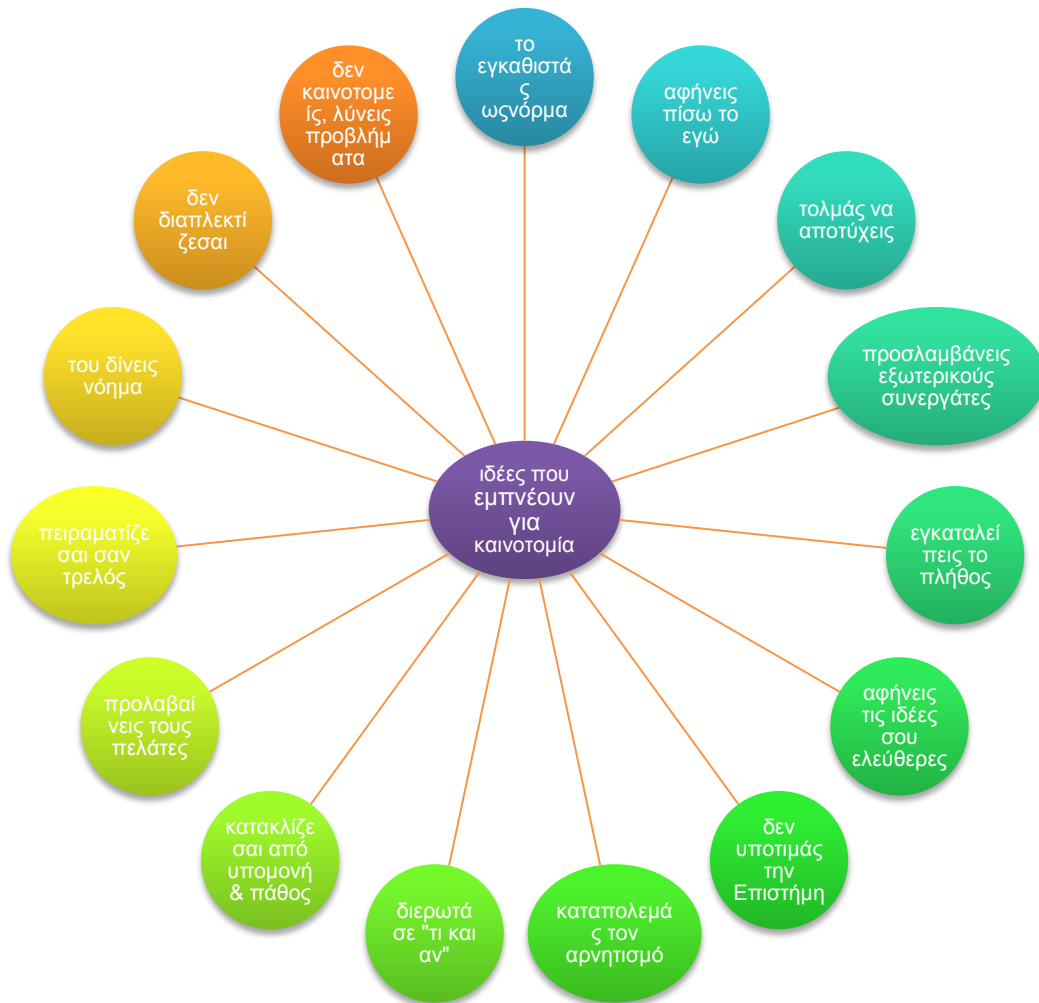 το
εγκαθιστά
ς
ωςνόρμα
αφήνεις
πίσω το
εγώ
τολμάς να
αποτύχεις
προσλαμβάνεις
εξωτερικούς
συνεργάτες
εγκαταλεί
πεις το
πλήθος
αφήνεις
τις ιδέες
σου
ελεύθερες
δεν
υποτιμάς
την
Επιστήμη
καταπολεμά
ς τον
αρνητισμό
διερωτά
σε "τι και
αν"
κατακλίζε
σαι από
υπομονή
& πάθος
προλαβαί
νεις τους
πελάτες
πειραματίζε
σαι σαν
τρελός
του δίνεις
νόημα
δεν
διαπλεκτί
ζεσαι
δεν
καινοτομε
ίς, λύνεις
προβλήμ
ατα
ιδέες που
εμπνέουν
για
καινοτομία